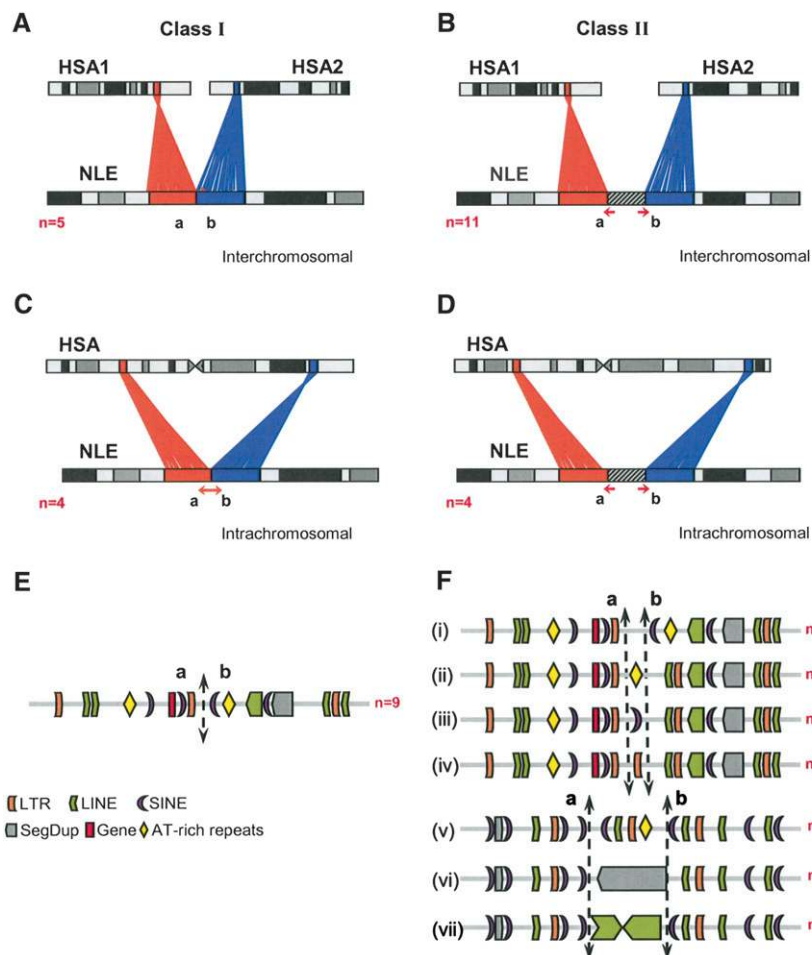 A
Class I
HSA1
HSA2
NLE
n=5
a
b
Interchromosomal
B
Class II
HSA1
HSA2
NLE
n=11
a
b
Interchromosomal
C
HSA
NLE
n=4
a
b
Intrachromosomal
D
HSA
NLE
n=4
a
b
Intrachromosomal
E
a
b
n=9
LTR
LINE
SINE
SegDup
Gene
AT-rich repeats
F
a
b
(i)
n
(ii)
n
(iii)
n
(iv)
n
a
b
(v)
n
(vi)
n
(vii)
n